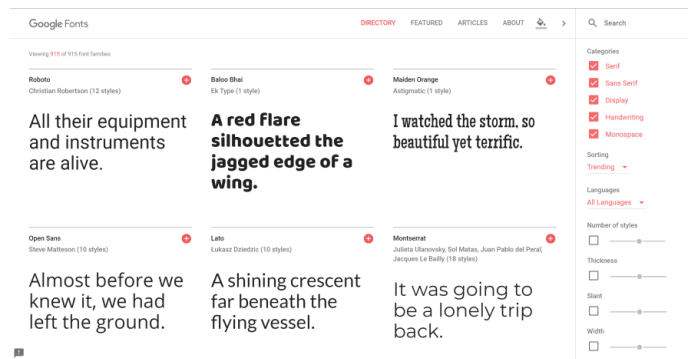 Google Fonts
DIRECTORY
FEATURED
ARTICLES
ABOUT
Search
Viewing 915 of 915 font families
Roboto
Christian Robertson (12 styles)
All their equipment
and instruments
are alive.
Baloo Bhai
Ek Type (1 style)
A red flare
silhouetted the
jagged edge of a
wing.
Maiden Orange
Astigmatic (1 style)
I watched the storm, so
beautiful yet terrific.
Open Sans
Steve Matteson (10 styles)
Almost before we
knew it, we had
left the ground.
Lato
Łukasz Dziedzic (10 styles)
A shining crescent
far beneath the
flying vessel.
Montserrat
Julieta Ulanovsky, Sol Matas, Juan Pablo del Peral,
Jacques Le Bailly (18 styles)
It was going to
be a lonely trip
back.
Categories
Serif
Sans Serif
Display
Handwriting
Monospace
Sorting
Trending
Languages
All Languages
Number of styles
Thickness
Slant
Width